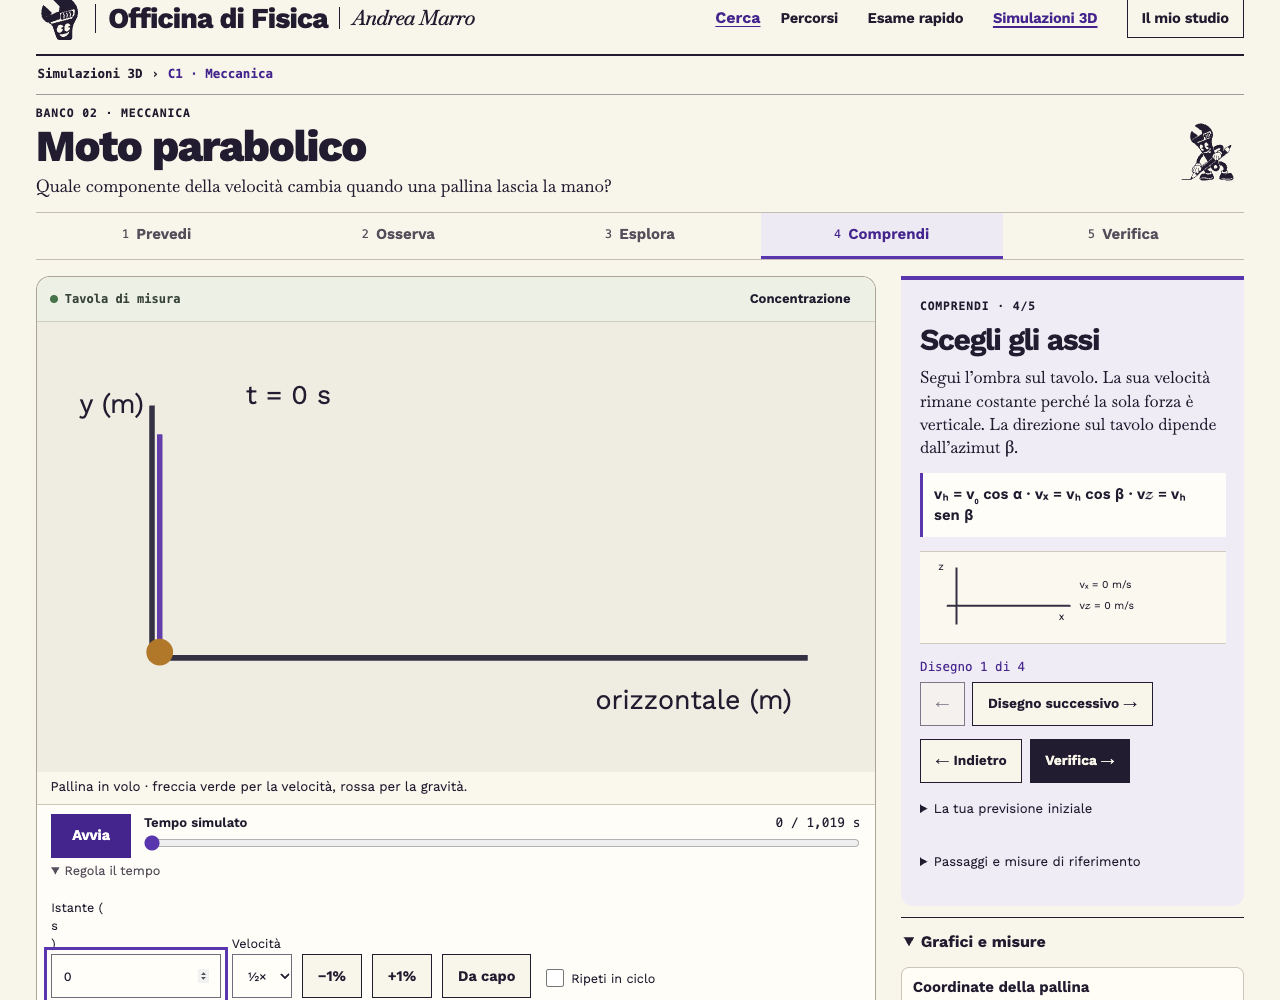 Officina di Fisica
Andrea Marro
Cerca
Percorsi
Esame rapido
Simulazioni 3D
Il mio studio
Simulazioni 3D › C1 · Meccanica
BANCO 02 · MECCANICA
Moto parabolico
Quale componente della velocità cambia quando una pallina lascia la mano?
1 Prevedi
2 Osserva
3 Esplora
4 Comprendi
5 Verifica
Tavola di misura
Concentrazione
y (m)
t = 0 s
orizzontale (m)
Pallina in volo · freccia verde per la velocità, rossa per la gravità.
Avvia
Tempo simulato
0 / 1,019 s
▼ Regola il tempo
Istante (
s
)
Velocità
0
½×
−1%
+1%
Da capo
Ripeti in ciclo
COMPRENDI · 4/5
Scegli gli assi
Segui l’ombra sul tavolo. La sua velocità
rimane costante perché la sola forza è
verticale. La direzione sul tavolo dipende
dall’azimut β.
vₕ = v₀ cos α · vₓ = vₕ cos β · v𝑧 = vₕ
sen β
z
x
vₓ = 0 m/s
v𝑧 = 0 m/s
Disegno 1 di 4
←
Disegno successivo →
← Indietro
Verifica →
▶ La tua previsione iniziale
▶ Passaggi e misure di riferimento
▼ Grafici e misure
Coordinate della pallina